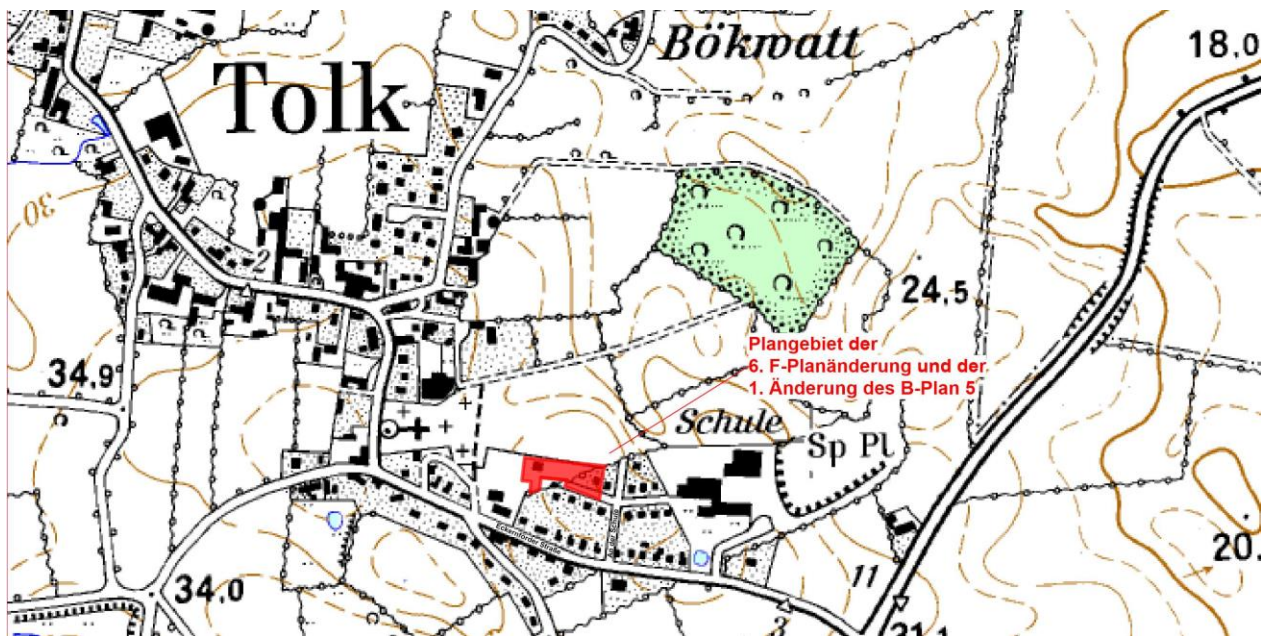 Bökwatt
18,0
Tolk
30
2
24,5
34,9
Plangebiet der
6. F-Planänderung und der
1. Änderung des B-Plan 5
Schule
Sp Pl
Eckernförder Straße
20.
11
34,0
3
21,1